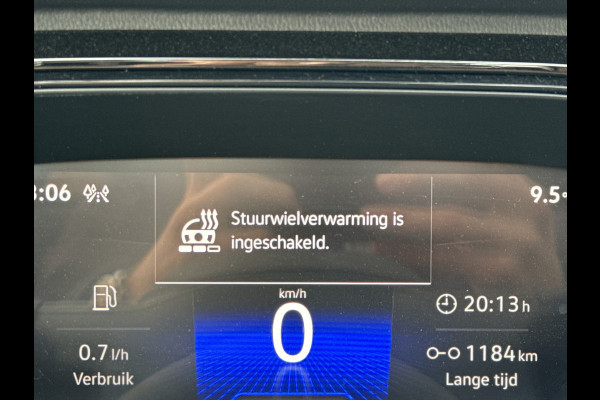 :06
9.5°
Stuurwielverwarming is
ingeschakeld.
km/h
0
20:13 h
0.7 l/h
1184 km
Verbruik
Lange tijd